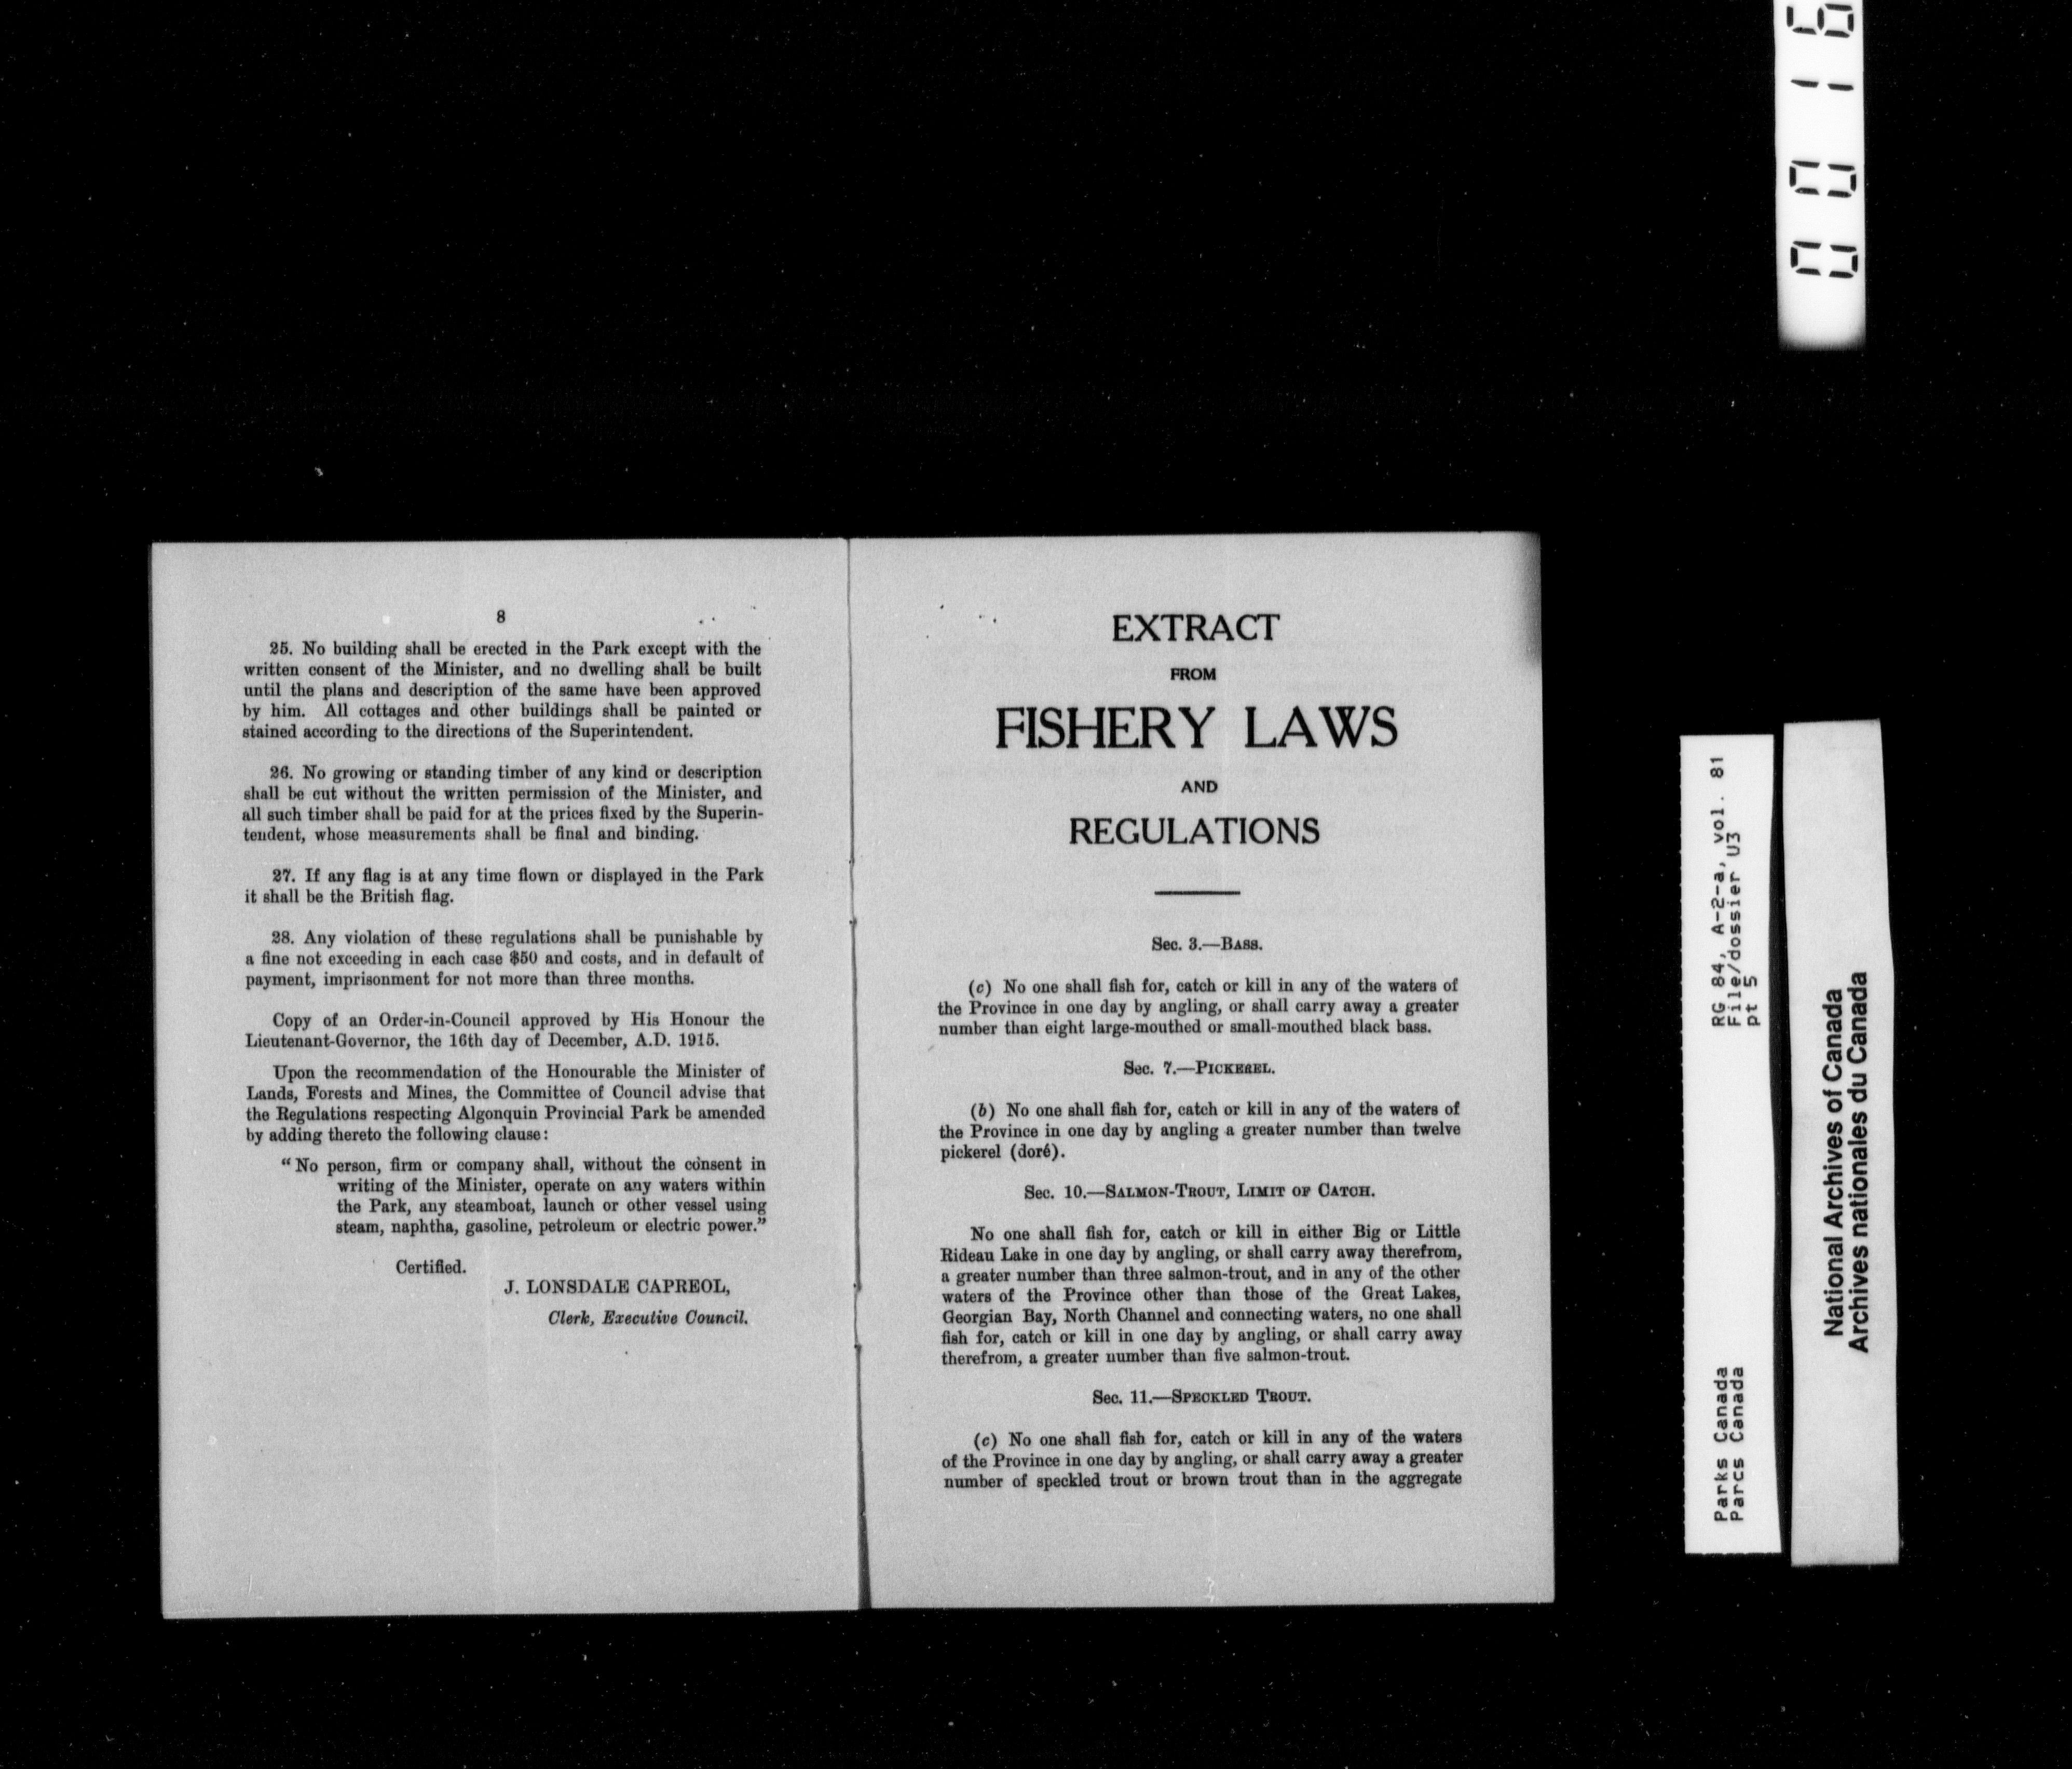 8
25. No building shall be erected in the Park except with the
written consent of the Minister, and no dwelling shall be built
until the plans and description of the same have been approved
by him. All cottages and other buildings shall be painted or
stained according to the directions of the Superintendent.
26. No growing or standing timber of any kind or description
shall be cut without the written permission of the Minister, and
all such timber shall be paid for at the prices fixed by the Superin-
tendent, whose measurements shall be final and binding.
27. If any flag is at any time flown or displayed in the Park
it shall be the British flag.
28. Any violation of these regulations shall be punishable by
a fine not exceeding in each case $50 and costs, and in default of
payment, imprisonment for not more than three months.
Copy of an Order-in-Council approved by His Honour the
Lieutenant-Governor, the 16th day of December, A.D. 1915.
Upon the recommendation of the Honourable the Minister of
Lands, Forests and Mines, the Committee of Council advise that
the Regulations respecting Algonquin Provincial Park be amended
by adding thereto the following clause:
“No person, firm or company shall, without the consent in
writing of the Minister, operate on any waters within
the Park, any steamboat, launch or other vessel using
steam, naphtha, gasoline, petroleum or electric power.”
Certified.
J. LONSDALE CAPREOL,
Clerk, Executive Council.
EXTRACT
FROM
FISHERY LAWS
AND
REGULATIONS
Sec. 3.—BASS.
(c) No one shall fish for, catch or kill in any of the waters of
the Province in one day by angling, or shall carry away a greater
number than eight large-mouthed or small-mouthed black bass.
Sec. 7.—PICKEREL.
(b) No one shall fish for, catch or kill in any of the waters of
the Province in one day by angling a greater number than twelve
pickerel (doré).
Sec. 10.—SALMON-TROUT, LIMIT OF CATCH.
No one shall fish for, catch or kill in either Big or Little
Rideau Lake in one day by angling, or shall carry away therefrom,
a greater number than three salmon-trout, and in any of the other
waters of the Province other than those of the Great Lakes,
Georgian Bay, North Channel and connecting waters, no one shall
fish for, catch or kill in one day by angling, or shall carry away
therefrom, a greater number than five salmon-trout.
Sec. 11.—SPECKLED TROUT.
(c) No one shall fish for, catch or kill in any of the waters
of the Province in one day by angling, or shall carry away a greater
number of speckled trout or brown trout than in the aggregate
Parks Canada
Parcs Canada
RG 84, A-2-a, vol. 81
File/dossier U3
pt 5
National Archives of Canada
Archives nationales du Canada